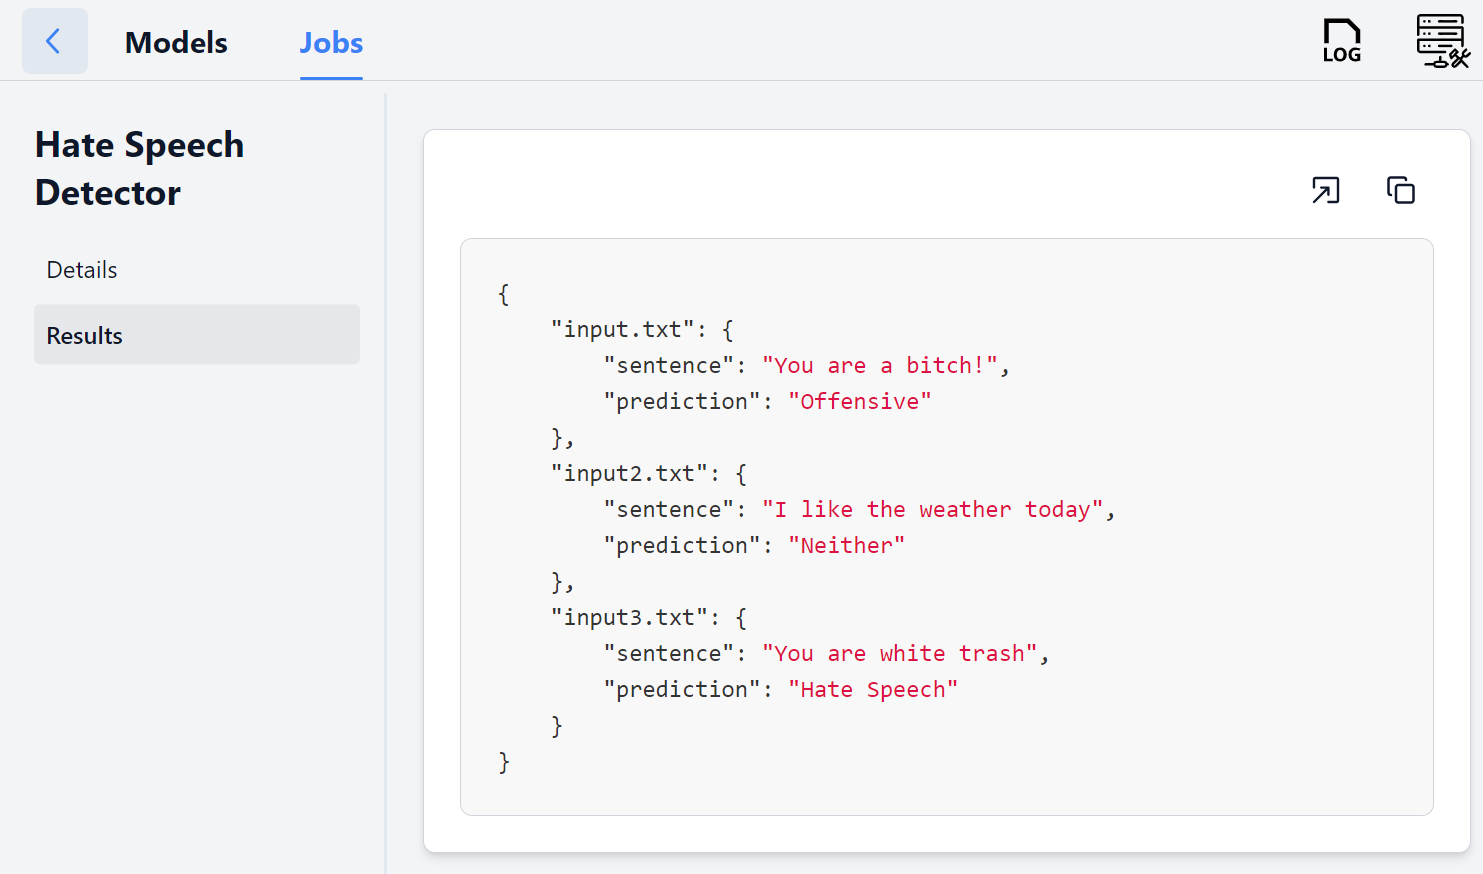 Models
Jobs
LOG
Hate Speech
Detector
Details
Results
{
    "input.txt": {
        "sentence": "You are a bitch!",
        "prediction": "Offensive"
    },
    "input2.txt": {
        "sentence": "I like the weather today",
        "prediction": "Neither"
    },
    "input3.txt": {
        "sentence": "You are white trash",
        "prediction": "Hate Speech"
    }
}